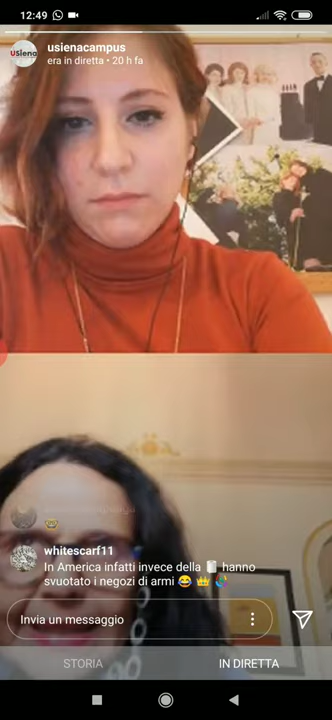 12:49
USiena
usienacampus
era in diretta • 20 h fa
whitescarf11
In America infatti invece della 🧻 hanno
svuotato i negozi di armi 😂 👑 🤱
Invia un messaggio
STORIA
IN DIRETTA